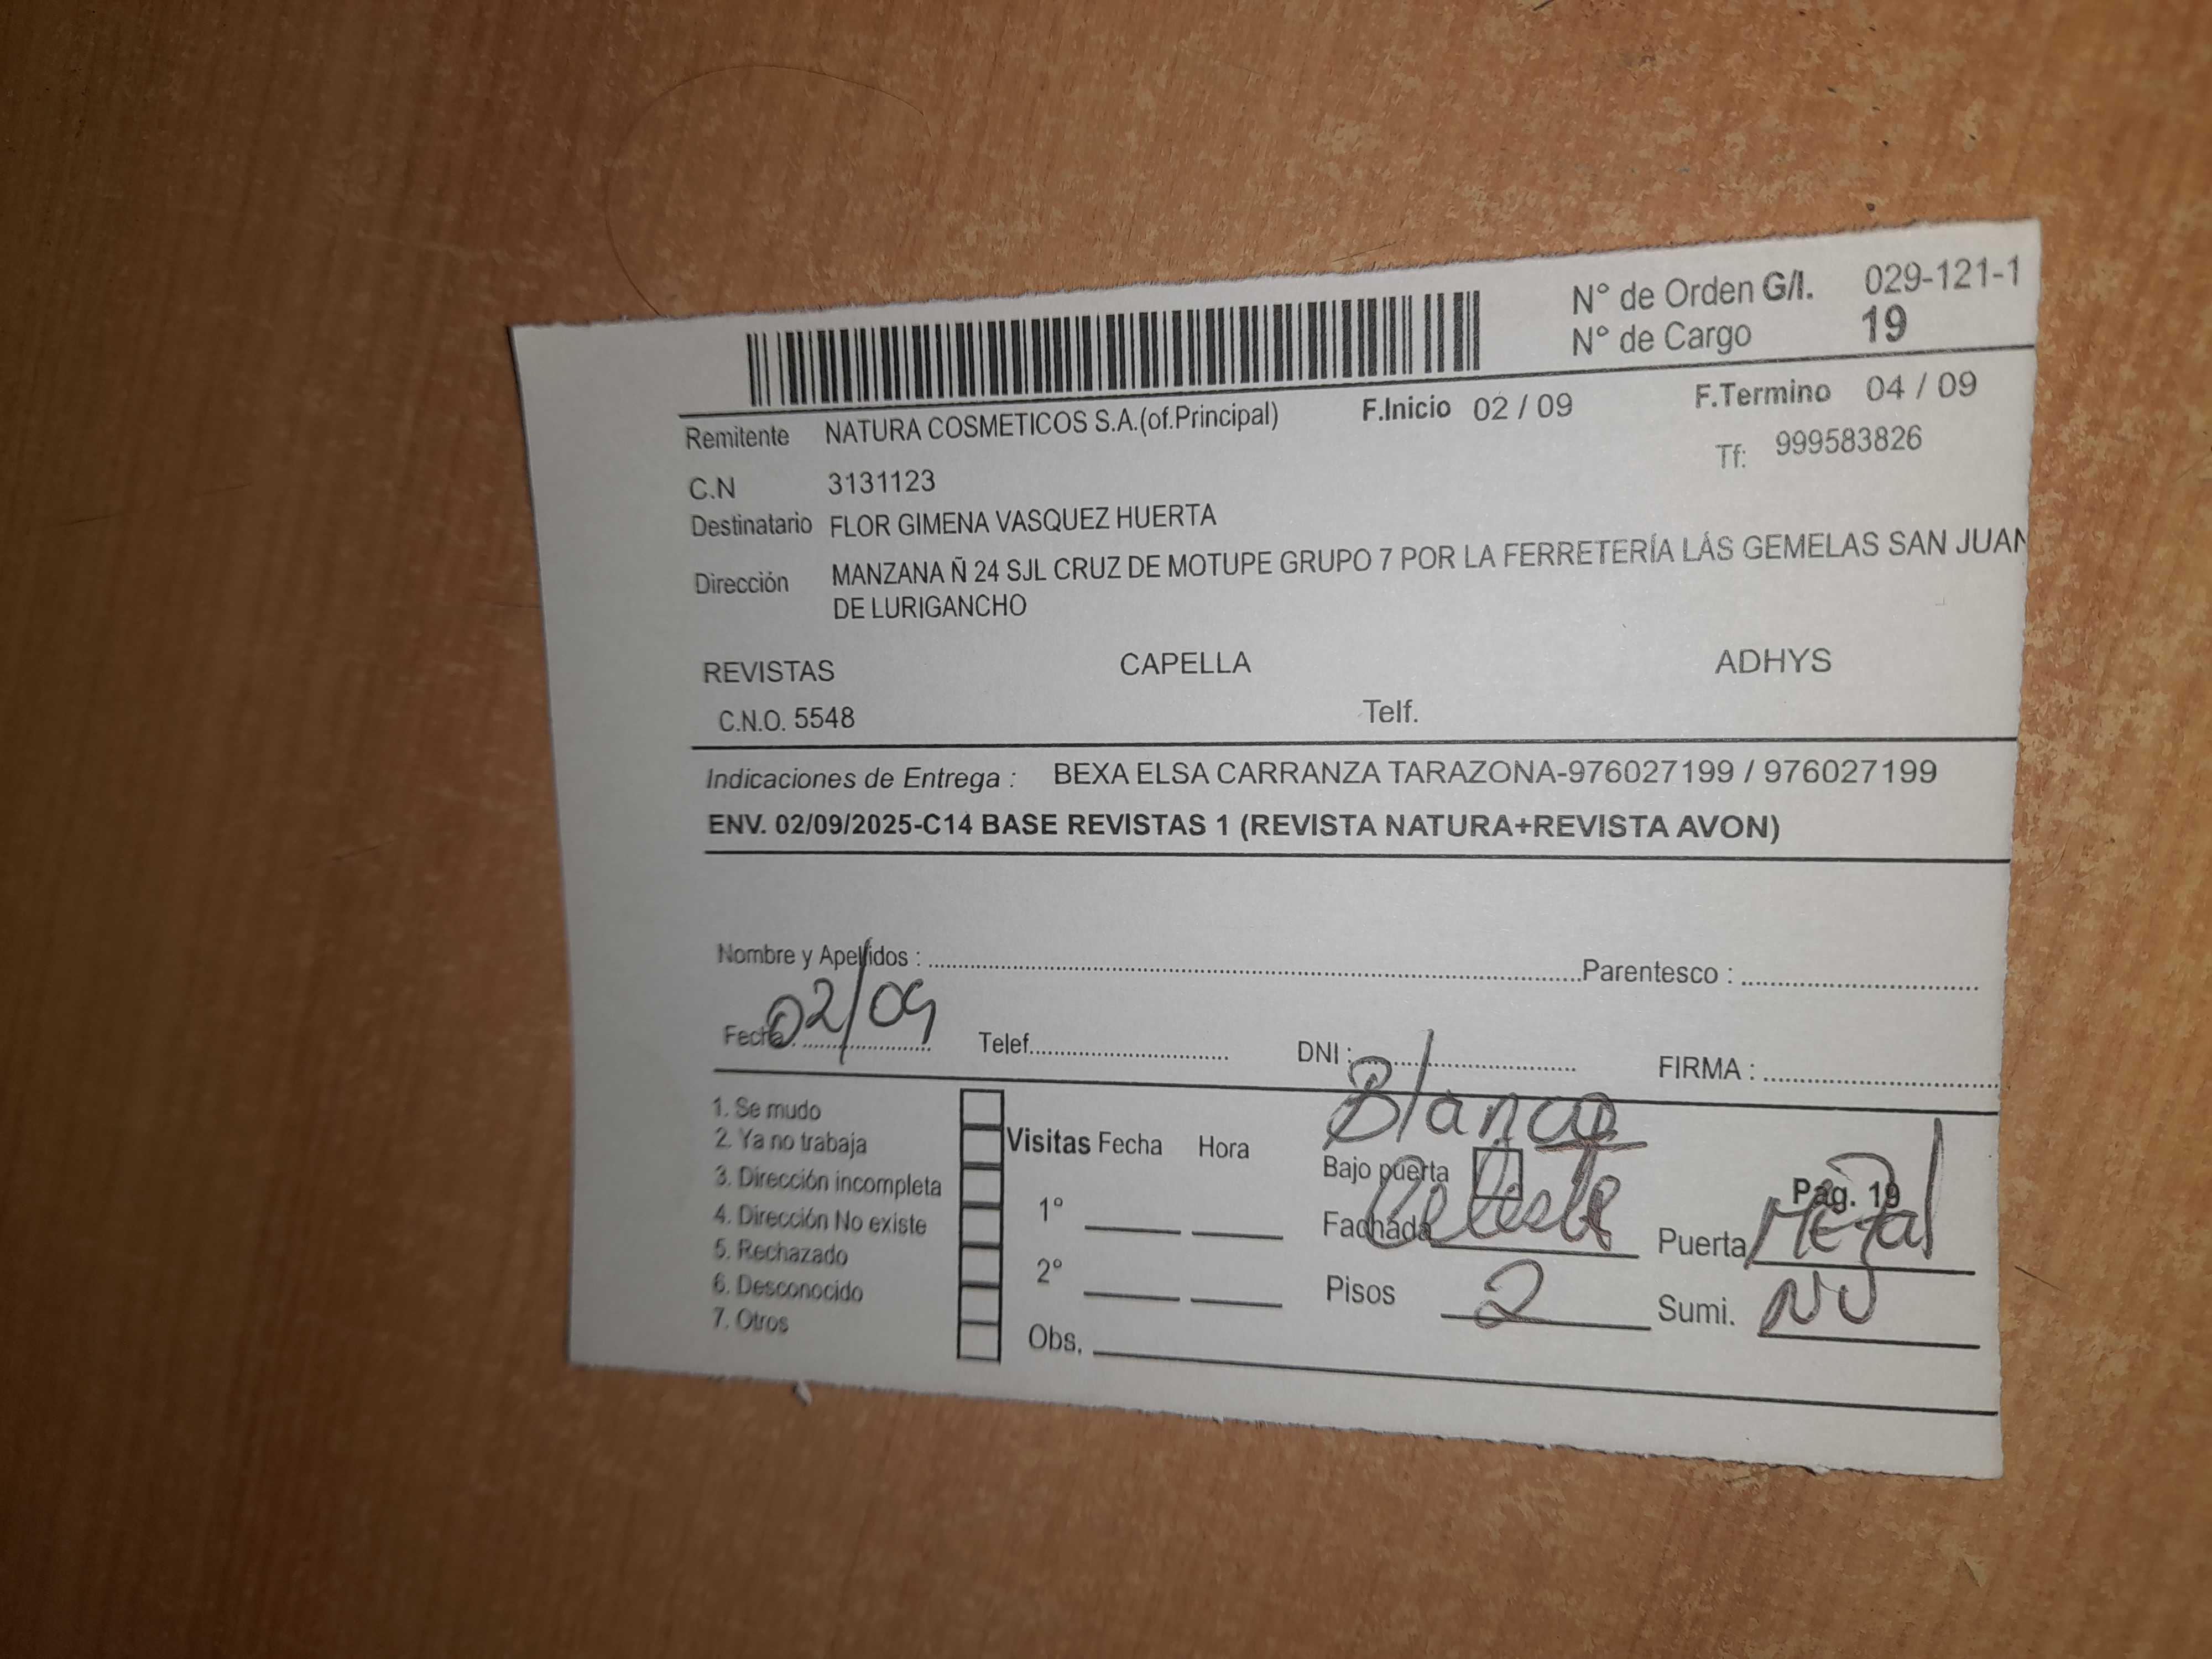 N° de Orden G/I. 029-121-1
N° de Cargo 19
Remitente NATURA COSMETICOS S.A.(of.Principal) F.Inicio 02 / 09 F.Termino 04 / 09
C.N 3131123 Tf: 999583826
Destinatario FLOR GIMENA VASQUEZ HUERTA
Dirección MANZANA Ñ 24 SJL CRUZ DE MOTUPE GRUPO 7 POR LA FERRETERÍA LÁS GEMELAS SAN JUAN
DE LURIGANCHO
REVISTAS CAPELLA ADHYS
C.N.O. 5548 Telf.
Indicaciones de Entrega : BEXA ELSA CARRANZA TARAZONA-976027199 / 976027199
ENV. 02/09/2025-C14 BASE REVISTAS 1 (REVISTA NATURA+REVISTA AVON)
Nombre y Apellidos : Parentesco :
Fecha : 02/09 Telef. DNI : FIRMA :
Blanco
1. Se mudo
2. Ya no trabaja Visitas Fecha Hora Bajo puerta
3. Dirección incompleta Pág. 19
4. Dirección No existe 1° Fachada Celeste Puerta Metal
5. Rechazado
6. Desconocido 2° Pisos 2 Sumi. NV
7. Otros Obs.